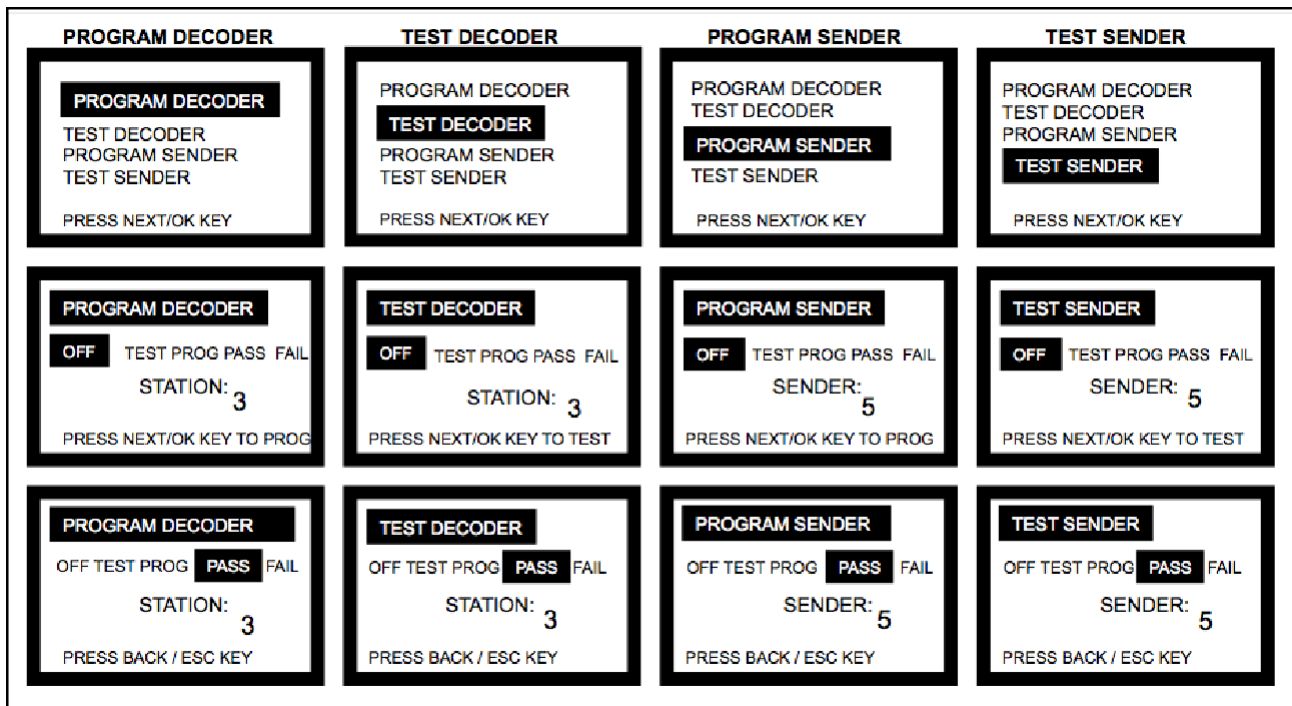 PROGRAM DECODER
TEST DECODER
PROGRAM SENDER
TEST SENDER
PROGRAM DECODER
TEST DECODER
PROGRAM SENDER
TEST SENDER
PRESS NEXT/OK KEY
PROGRAM DECODER
TEST DECODER
PROGRAM SENDER
TEST SENDER
PRESS NEXT/OK KEY
PROGRAM DECODER
TEST DECODER
PROGRAM SENDER
TEST SENDER
PRESS NEXT/OK KEY
PROGRAM DECODER
TEST DECODER
PROGRAM SENDER
TEST SENDER
PRESS NEXT/OK KEY
PROGRAM DECODER
OFF TEST PROG PASS FAIL
STATION: 3
PRESS NEXT/OK KEY TO PROG
TEST DECODER
OFF TEST PROG PASS FAIL
STATION: 3
PRESS NEXT/OK KEY TO TEST
PROGRAM SENDER
OFF TEST PROG PASS FAIL
SENDER: 5
PRESS NEXT/OK KEY TO PROG
TEST SENDER
OFF TEST PROG PASS FAIL
SENDER: 5
PRESS NEXT/OK KEY TO TEST
PROGRAM DECODER
OFF TEST PROG PASS FAIL
STATION: 3
PRESS BACK / ESC KEY
TEST DECODER
OFF TEST PROG PASS FAIL
STATION: 3
PRESS BACK / ESC KEY
PROGRAM SENDER
OFF TEST PROG PASS FAIL
SENDER: 5
PRESS BACK / ESC KEY
TEST SENDER
OFF TEST PROG PASS FAIL
SENDER: 5
PRESS BACK / ESC KEY